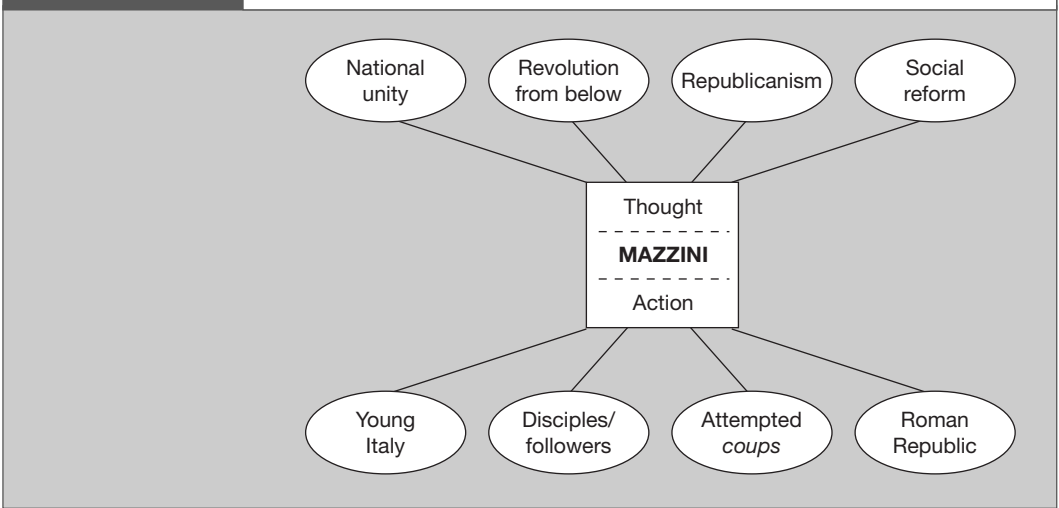 National
unity
Revolution
from below
Republicanism
Social
reform
Thought
MAZZINI
Action
Young
Italy
Disciples/
followers
Attempted
coups
Roman
Republic